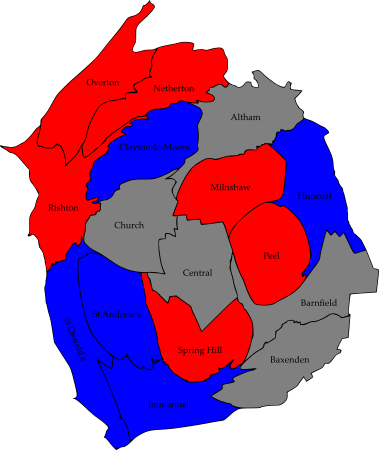 Overton
Netherton
Altham
Clayton-le-Moors
Milnshaw
Huncoat
Rishton
Church
Peel
Central
Barnfield
St Andrew's
St Oswald's
Spring Hill
Baxenden
Immanuel